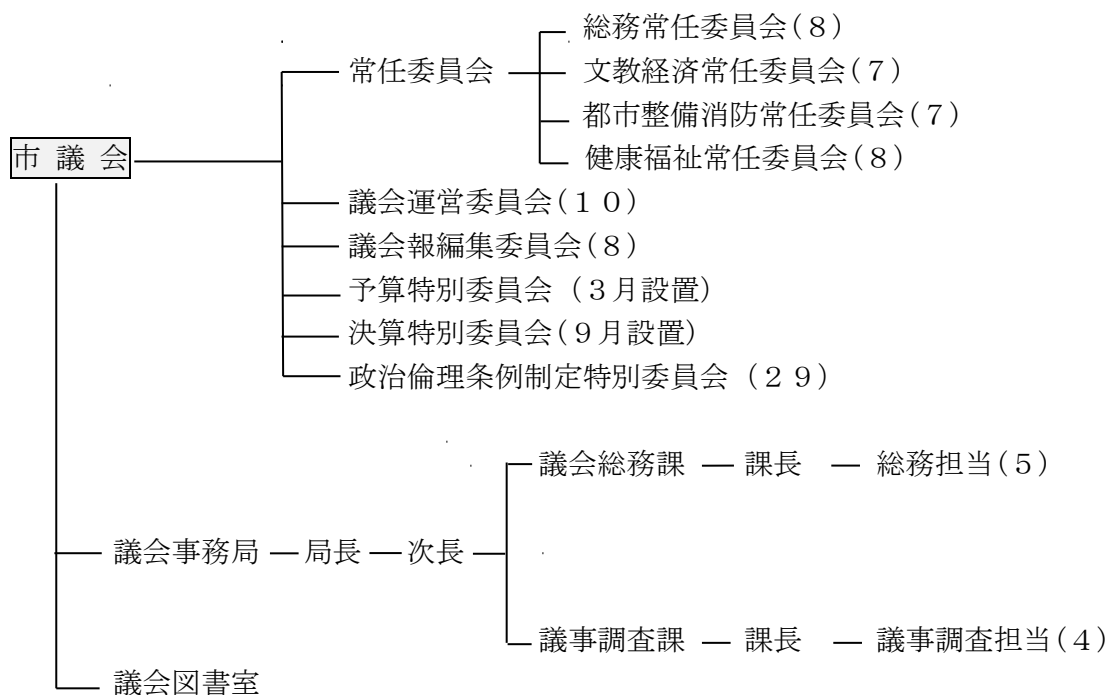 総務常任委員会(８)
常任委員会
文教経済常任委員会(７)
都市整備消防常任委員会(７)
市 議 会
健康福祉常任委員会(８)
議会運営委員会(１０)
議会報編集委員会(８)
予算特別委員会 (３月設置)
決算特別委員会(９月設置)
政治倫理条例制定特別委員会 (２９)
議会総務課 課長 総務担当(５)
議会事務局 局長 次長
議事調査課 課長 議事調査担当(４)
議会図書室